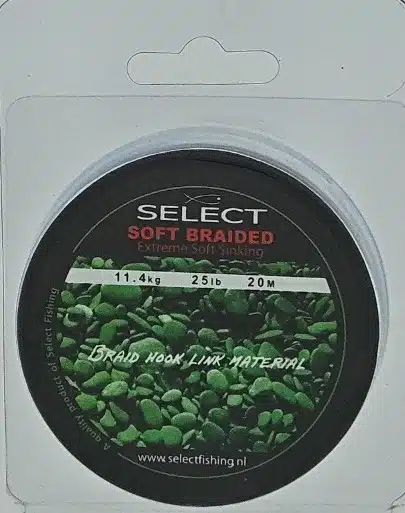 SELECT
SOFT BRAIDED
Extreme Soft Sinking
11.4kg 25lb 20M
BRAID HOOK LINK MATERIAL
A quality product of Select Fishing
www.selectfishing.nl